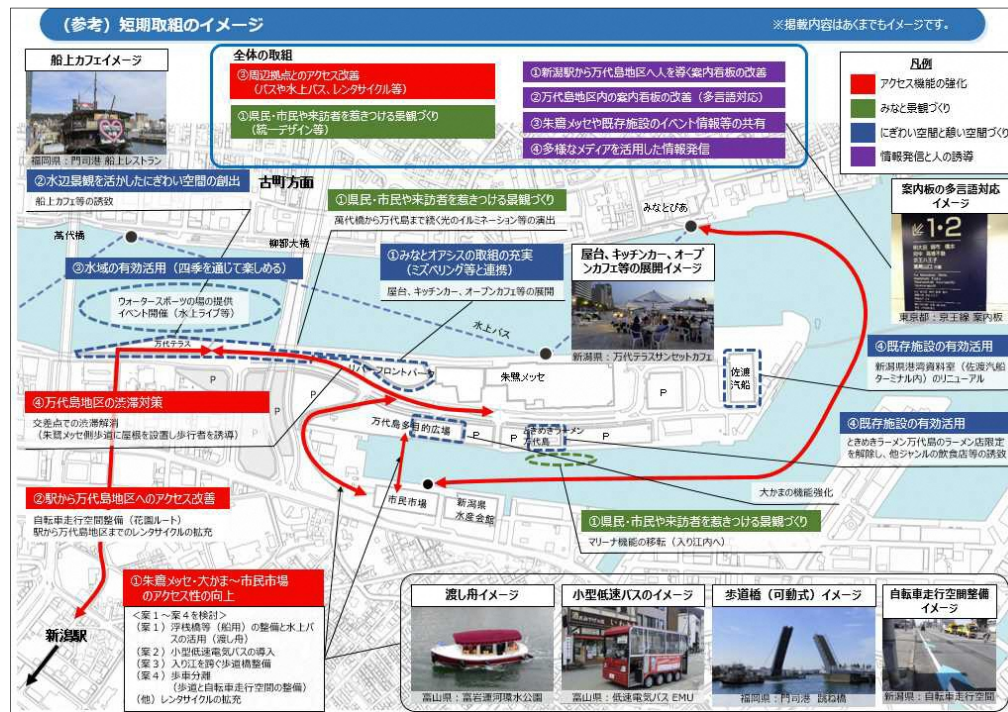 （参考）短期取組のイメージ
※掲載内容はあくまでもイメージです。
船上カフェイメージ
福岡県：門司港 船上レストラン
全体の取組
③周辺拠点とのアクセス改善
（バスや水上バス、レンタサイクル等）
①県民・市民や来訪者を惹きつける景観づくり
（統一デザイン等）
①新潟駅から万代島地区へ人を導く案内看板の改善
②万代島地区内の案内看板の改善（多言語対応）
③朱鷺メッセや既存施設のイベント情報等の共有
④多様なメディアを活用した情報発信
凡例
アクセス機能の強化
みなと景観づくり
にぎわい空間と憩い空間づくり
情報発信と人の誘導
②水辺景観を活かしたにぎわい空間の創出
船上カフェ等の誘致
古町方面
①県民・市民や来訪者を惹きつける景観づくり
萬代橋から万代島まで続く光のイルミネーション等の演出
みなとぴあ
案内板の多言語対応
イメージ
1・2
東京都：京王線 案内板
萬代橋
柳都大橋
①みなとオアシスの取組の充実
（ミズベリング等と連携）
屋台、キッチンカー、オープンカフェ等の展開
屋台、キッチンカー、オープ
ンカフェ等の展開イメージ
新潟県：万代テラスサンセットカフェ
③水域の有効活用（四季を通じて楽しめる）
ウォータースポーツの場の提供
イベント開催（水上ライブ等）
水上バス
万代テラス
リバーフロントパーク
朱鷺メッセ
佐渡
汽船
P
P
④既存施設の有効活用
新潟県港湾資料室（佐渡汽船
ターミナル内）のリニューアル
④万代島地区の渋滞対策
交差点での渋滞解消
（朱鷺メッセ側歩道に屋根を設置し歩行者を誘導）
万代島多目的広場
P
P
P
ときめきラーメン
万代島
④既存施設の有効活用
ときめきラーメン万代島のラーメン店限定
を解除し、他ジャンルの飲食店等の誘致
大かまの機能強化
②駅から万代島地区へのアクセス改善
自転車走行空間整備（花園ルート）
駅から万代島地区までのレンタサイクルの拡充
市民市場
新潟県
水産会館
①県民・市民や来訪者を惹きつける景観づくり
マリーナ機能の移転（入り江内へ）
①朱鷺メッセ・大かま～市民市場
のアクセス性の向上
＜案１～案４を検討＞
（案１）浮桟橋等（船用）の整備と水上バ
スの活用（渡し舟）
（案２）小型低速電気バスの導入
（案３）入り江を跨ぐ歩道橋整備
（案４）歩車分離
（歩道と自転車走行空間の整備）
（他）レンタサイクルの拡充
新潟駅
渡し舟イメージ
富山県：富岩運河環水公園
小型低速バスのイメージ
富山県：低速電気バス EMU
歩道橋（可動式）イメージ
福岡県：門司港 跳ね橋
自転車走行空間整備
イメージ
新潟県：自転車走行空間